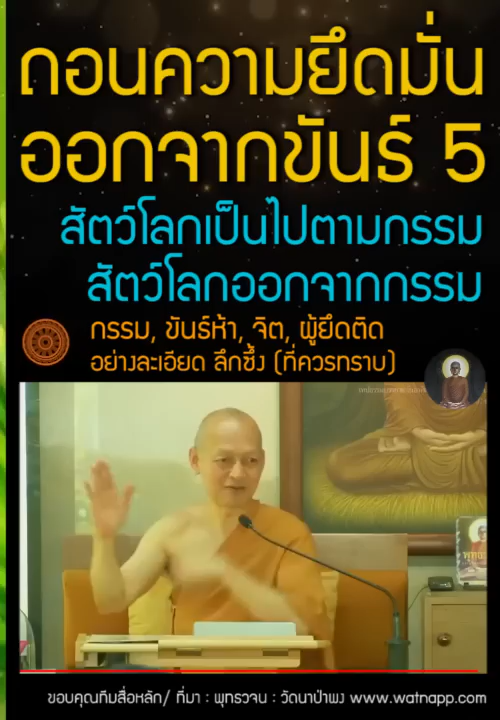 ถอนความยึดมั่น
ออกจากขันธ์ 5
สัตว์โลกเป็นไปตามกรรม
สัตว์โลกออกจากกรรม
กรรม, ขันธ์ห้า, จิต, ผู้ยึดติด
อย่างละเอียด ลึกซึ้ง (ที่ควรทราบ)
ขอบคุณทีมสื่อหลัก/ ที่มา : พุทธวจน : วัดนาป่าพง www.watnapp.com